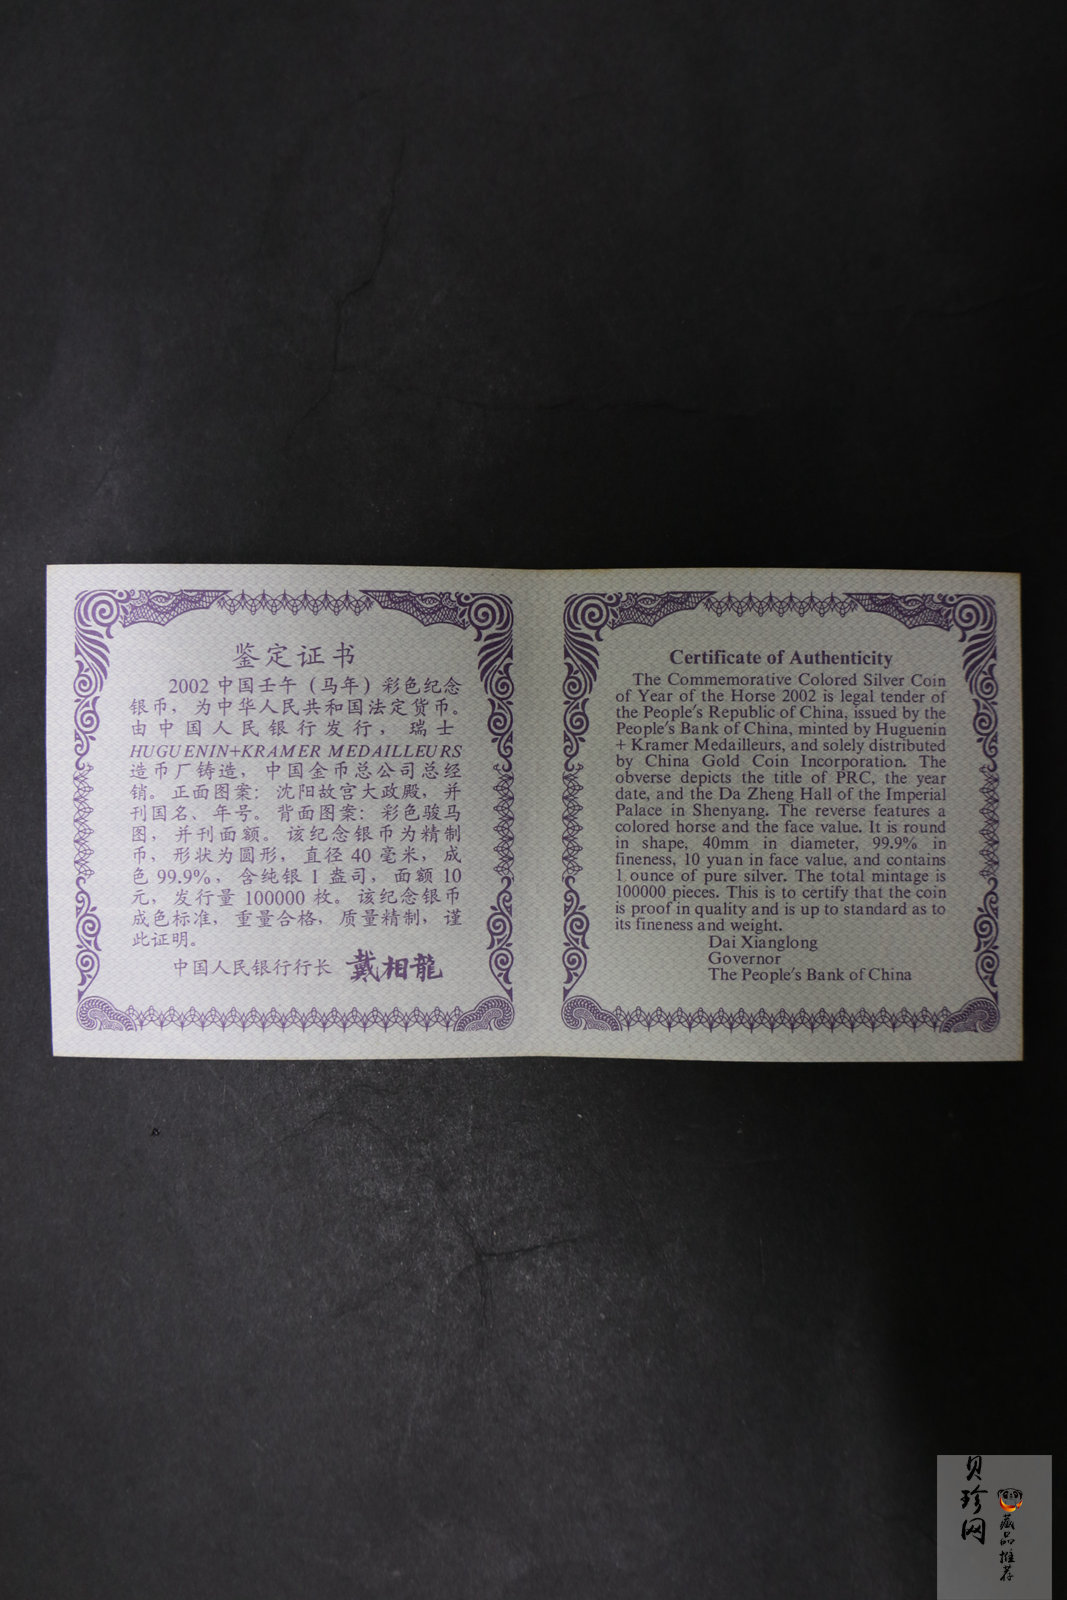 鉴定证书
2002 中国壬午（马年）彩色纪念
银币，为中华人民共和国法定货币。
由中国人民银行发行，瑞士
HUGUENIN+KRAMER MEDAILLEURS
造币厂铸造，中国金币总公司总经
销。正面图案：沈阳故宫大政殿，并
刊国名、年号。背面图案：彩色骏马
图，并刊面额。该纪念银币为精制
币，形状为圆形，直径 40 毫米，成
色 99.9%，含纯银 1 盎司，面额 10
元，发行量 100000 枚。该纪念银币
成色标准，重量合格，质量精制，谨
此证明。
中国人民银行行长 戴相龍
Certificate of Authenticity
The Commemorative Colored Silver Coin
of Year of the Horse 2002 is legal tender of
the People's Republic of China, issued by the
People's Bank of China, minted by Huguenin
+ Kramer Medailleurs, and solely distributed
by China Gold Coin Incorporation. The
obverse depicts the title of PRC, the year
date, and the Da Zheng Hall of the Imperial
Palace in Shenyang. The reverse features a
colored horse and the face value. It is round
in shape, 40mm in diameter, 99.9% in
fineness, 10 yuan in face value, and contains
1 ounce of pure silver. The total mintage is
100000 pieces. This is to certify that the coin
is proof in quality and is up to standard as to
its fineness and weight.
Dai Xianglong
Governor
The People's Bank of China
贝珍网
藏品推荐